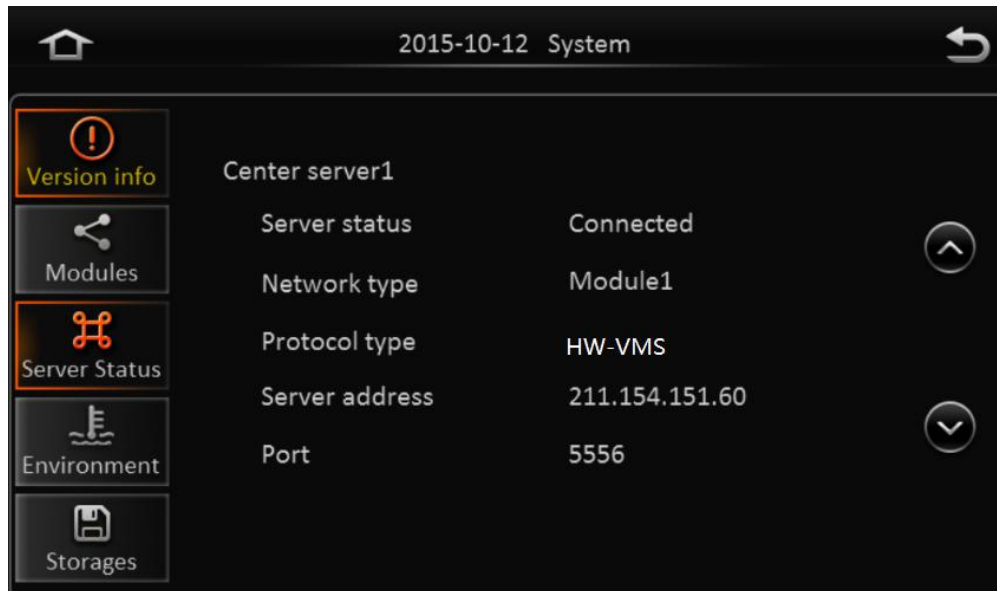 2015-10-12 System
Version info
Modules
Server Status
Environment
Storages
Center server1
Server status Connected
Network type Module1
Protocol type HW-VMS
Server address 211.154.151.60
Port 5556